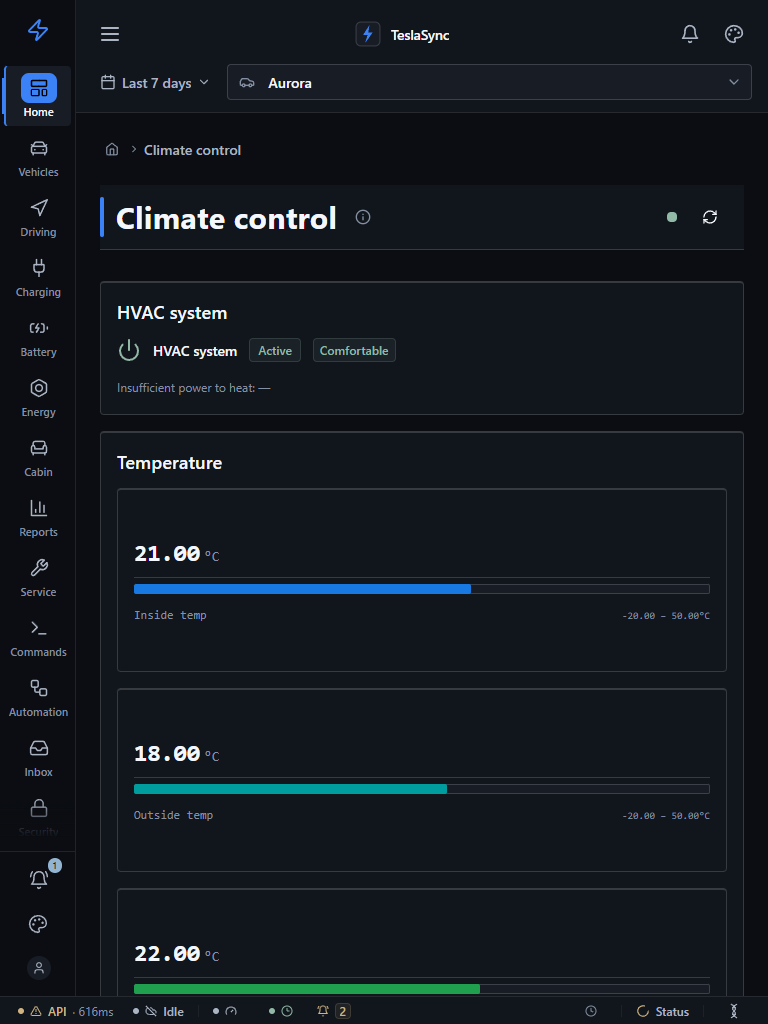 TeslaSync
Last 7 days
Aurora
Home
Vehicles
Driving
Charging
Battery
Energy
Cabin
Reports
Service
Commands
Automation
Inbox
Security
1
Climate control
Climate control
HVAC system
HVAC system Active Comfortable
Insufficient power to heat: —
Temperature
21.00 °C
Inside temp -20.00 – 50.00°C
18.00 °C
Outside temp -20.00 – 50.00°C
22.00 °C
API · 616ms Idle 2 Status